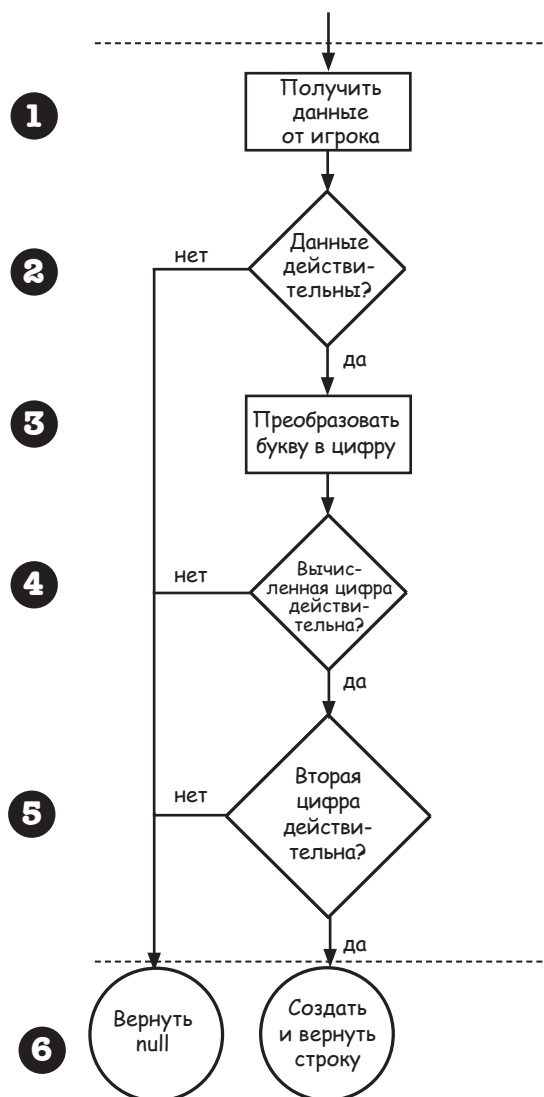 1
Получить
данные
от игрока
2
нет
Данные
действи-
тельны?
да
3
Преобразовать
букву в цифру
4
нет
Вычис-
ленная цифра
действи-
тельна?
да
5
нет
Вторая
цифра
действи-
тельна?
да
6
Вернуть
null
Создать
и вернуть
строку